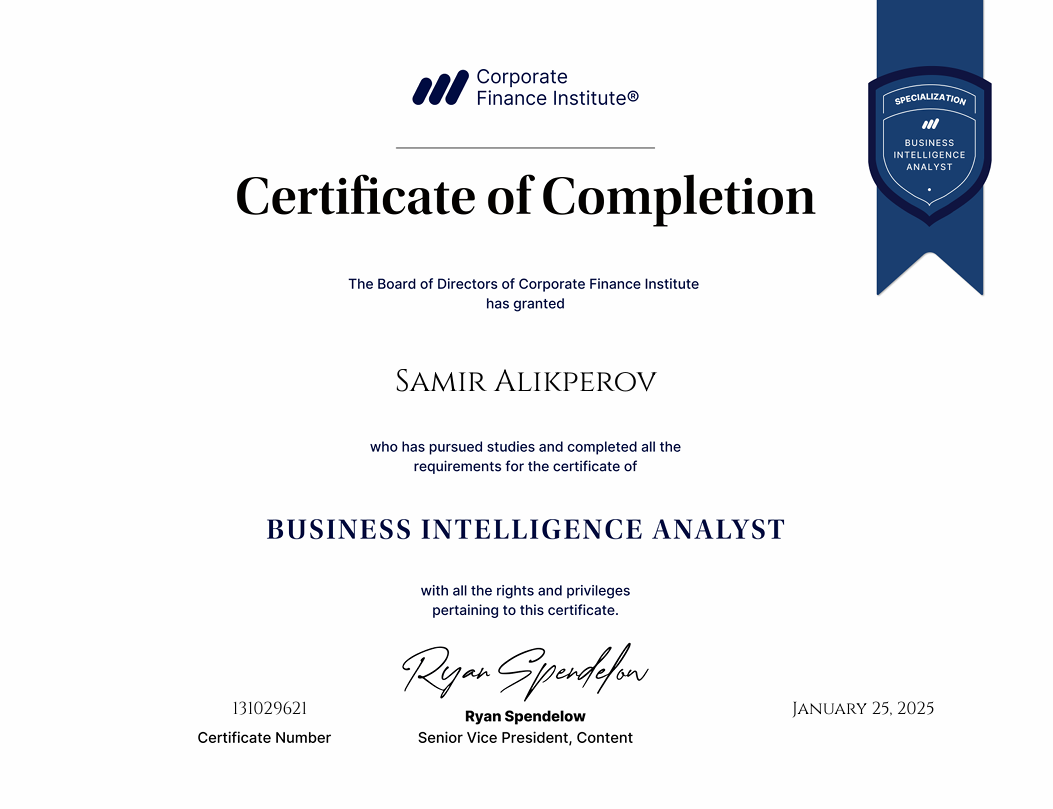 Corporate
Finance Institute®
SPECIALIZATION
BUSINESS
INTELLIGENCE
ANALYST
Certificate of Completion
The Board of Directors of Corporate Finance Institute
has granted
Samir Alikperov
who has pursued studies and completed all the
requirements for the certificate of
BUSINESS INTELLIGENCE ANALYST
with all the rights and privileges
pertaining to this certificate.
Ryan Spendelow
131029621
Certificate Number
Ryan Spendelow
Senior Vice President, Content
January 25, 2025